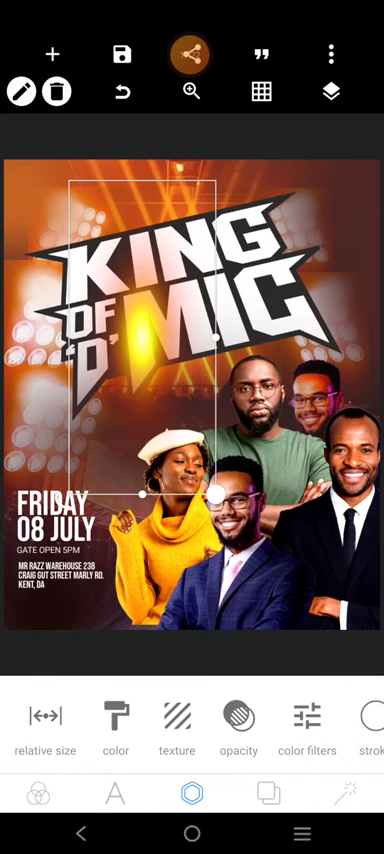 KING
OF MIC
'D'
FRIDAY
08 JULY
GATE OPEN 5PM
MR RAZZ WAREHOUSE 23B
CRAIG GUT STREET MARLY RD.
KENT, DA
relative size
color
texture
opacity
color filters
strok